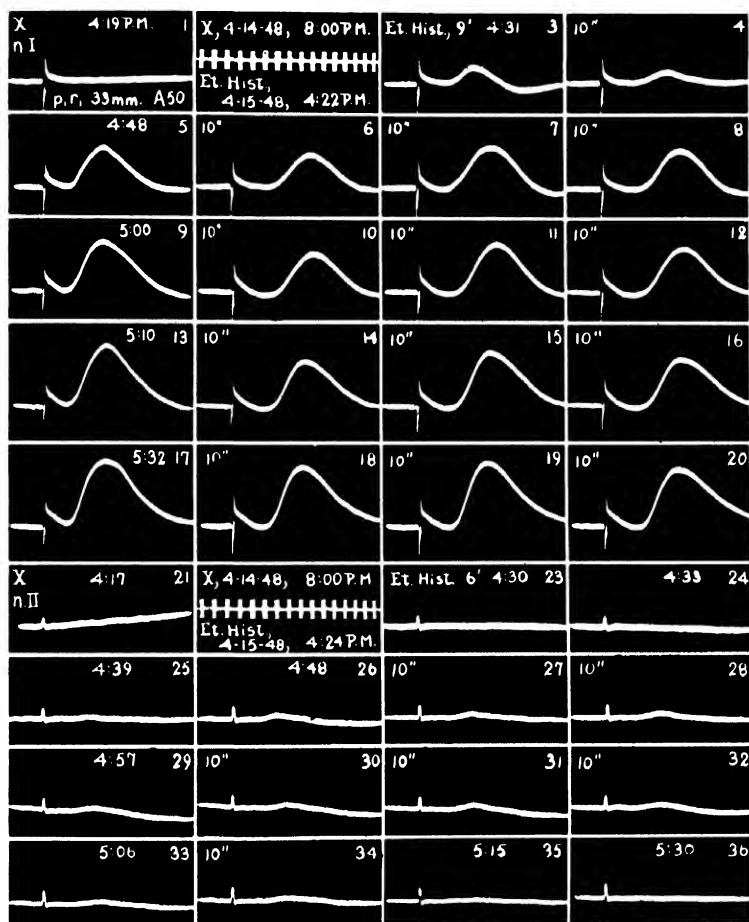 X 4:19 P.M. 1
n I
p,r, 33mm. A50
X, 4-14-48, 8:00 P.M.
Et. Hist,
4-15-48, 4:22 P.M.
Et. Hist., 9' 4:31 3
10" 4
4:48 5
10" 6
10" 7
10" 8
5:00 9
10" 10
10" 11
10" 12
5:10 13
10" 14
10" 15
10" 16
5:32 17
10" 18
10" 19
10" 20
X 4:17 21
n.II
X, 4-14-48, 8:00 P.M
Et. Hist,
4-15-48, 4:24 P.M.
Et. Hist. 6' 4:30 23
4:33 24
4:39 25
4:48 26
10" 27
10" 28
4:57 29
10" 30
10" 31
10" 32
5:06 33
10" 34
5:15 35
5:30 36